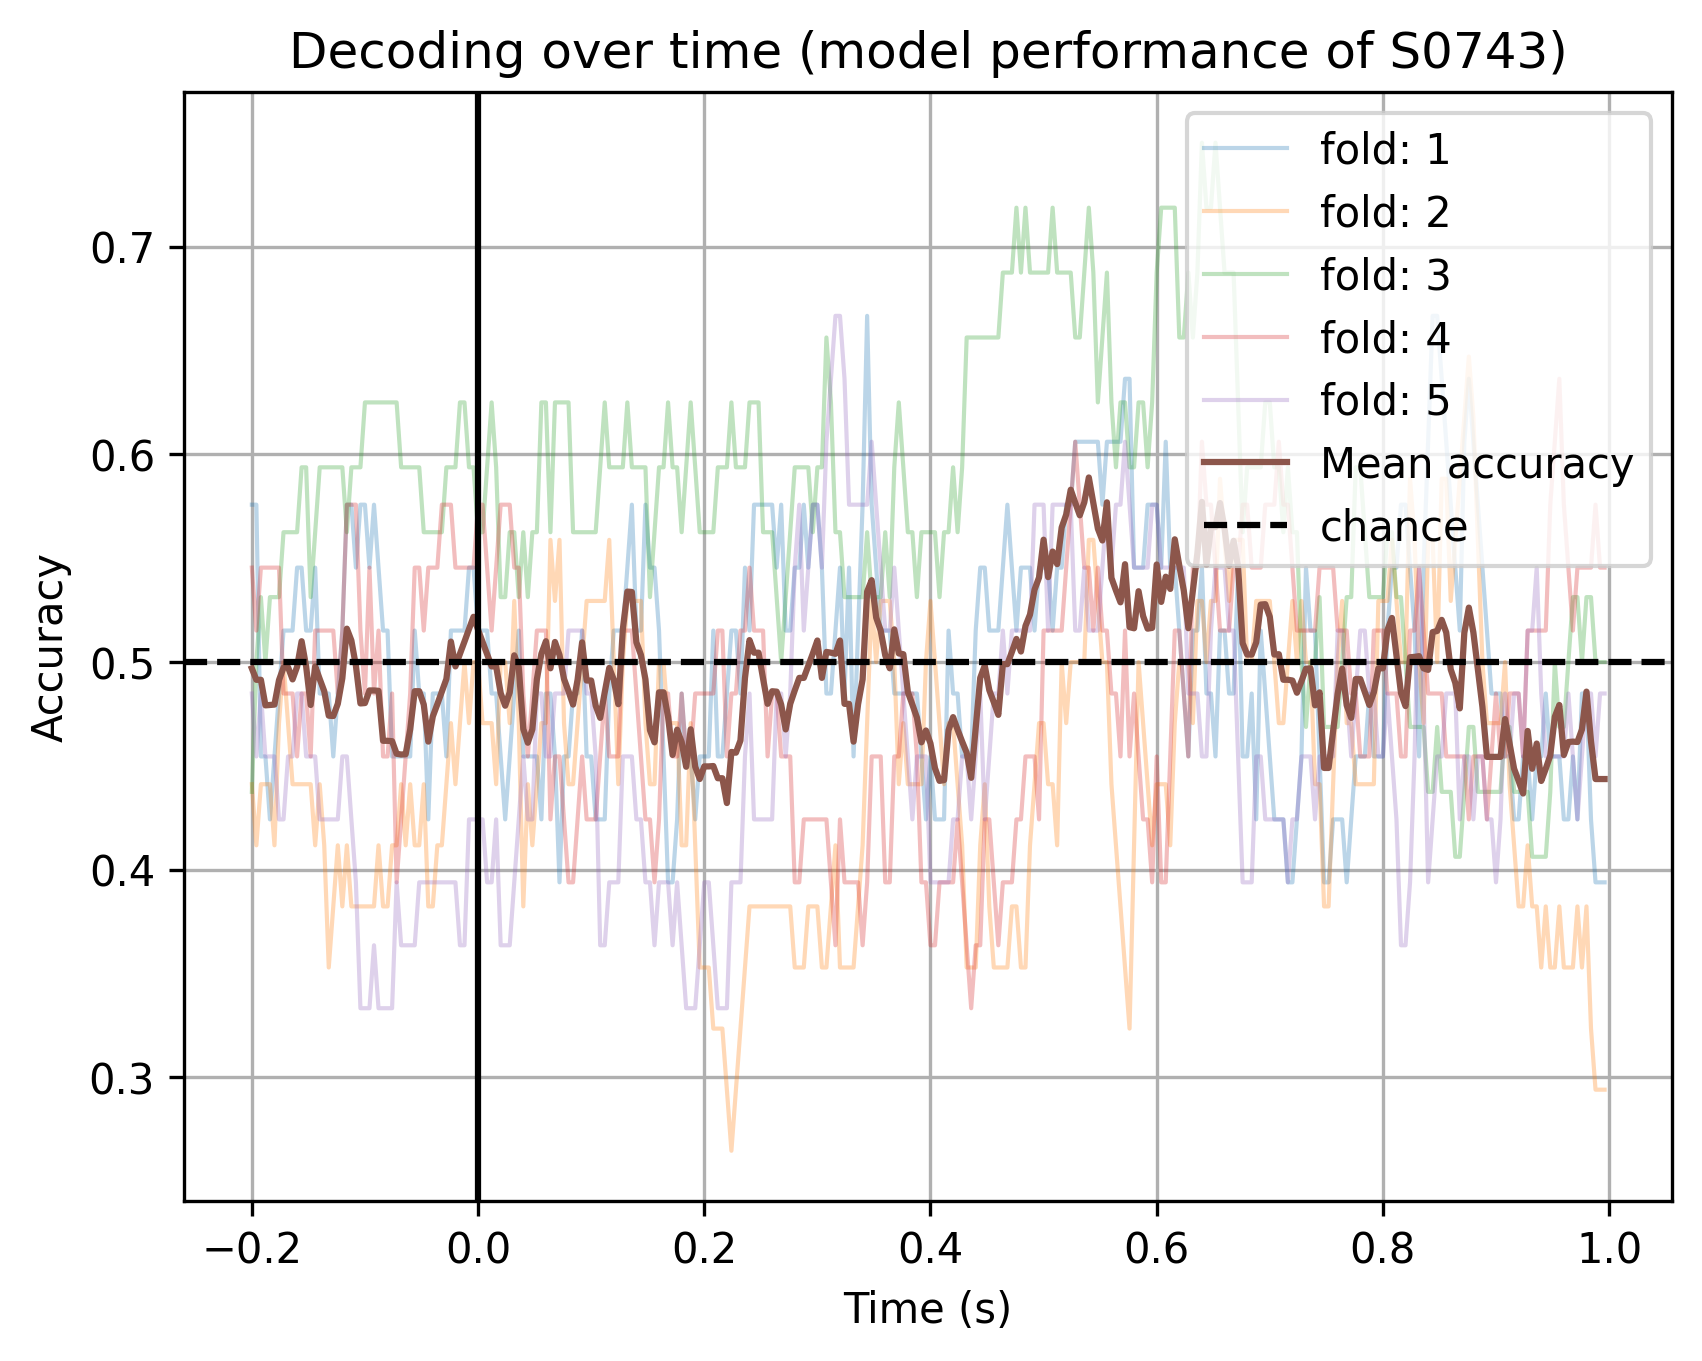 Decoding over time (model performance of S0743)
fold: 1
fold: 2
fold: 3
fold: 4
fold: 5
Mean accuracy
chance
Accuracy
0.7
0.6
0.5
0.4
0.3
−0.2 0.0 0.2 0.4 0.6 0.8 1.0
Time (s)